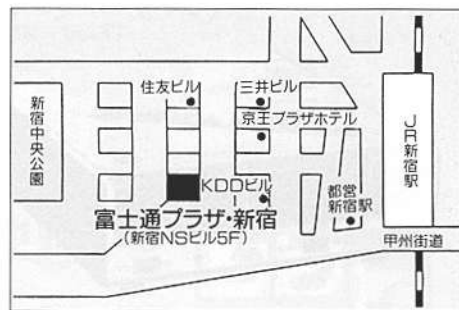 住友ビル
三井ビル
京王プラザホテル
新宿中央公園
JR新宿駅
KDDビル
都営
新宿駅
富士通プラザ・新宿
(新宿NSビル5F)
甲州街道